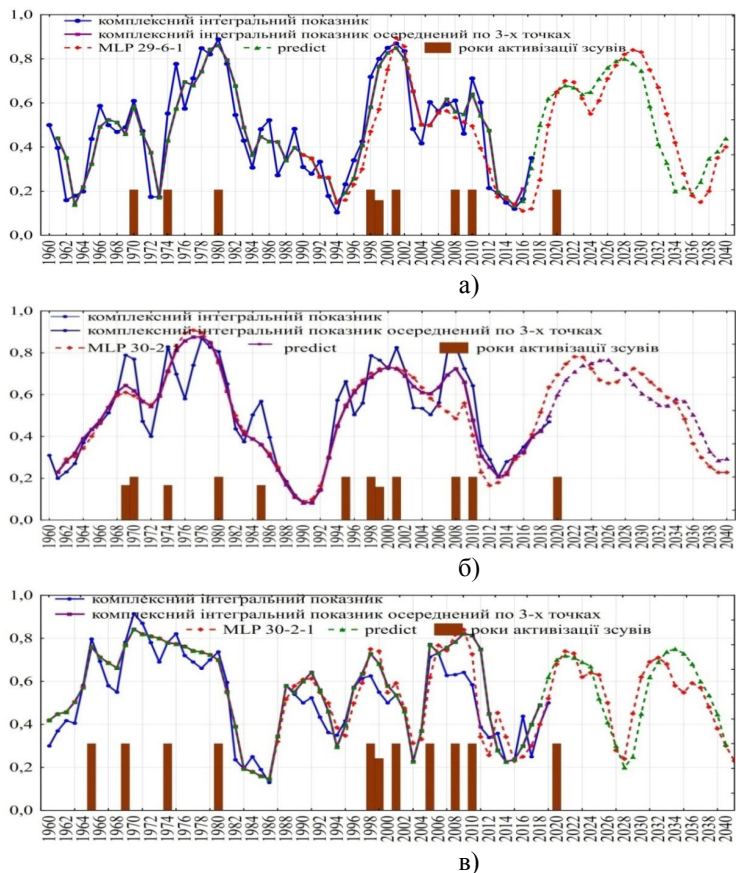 1,0
0,8
0,6
0,4
0,2
0,0
комплексний інтегральний показник
комплексний інтегральний показник осереднений по 3-х точках
MLP 29-6-1 predict роки активізації зсувів
1960 1962 1964 1966 1968 1970 1972 1974 1976 1978 1980 1982 1984 1986 1988 1990 1992 1994 1996 1998 2000 2002 2004 2006 2008 2010 2012 2014 2016 2018 2020 2022 2024 2026 2028 2030 2032 2034 2036 2038 2040
а)
1,0
0,8
0,6
0,4
0,2
0,0
комплексний інтегральний показник
комплексний інтегральний показник осереднений по 3-х точках
MLP 30-2-1 predict роки активізації зсувів
1960 1962 1964 1966 1968 1970 1972 1974 1976 1978 1980 1982 1984 1986 1988 1990 1992 1994 1996 1998 2000 2002 2004 2006 2008 2010 2012 2014 2016 2018 2020 2022 2024 2026 2028 2030 2032 2034 2036 2038 2040
б)
1,0
0,8
0,6
0,4
0,2
0,0
комплексний інтегральний показник
комплексний інтегральний показник осереднений по 3-х точках
MLP 30-2-1 predict роки активізації зсувів
1960 1962 1964 1966 1968 1970 1972 1974 1976 1978 1980 1982 1984 1986 1988 1990 1992 1994 1996 1998 2000 2002 2004 2006 2008 2010 2012 2014 2016 2018 2020 2022 2024 2026 2028 2030 2032 2034 2036 2038 2040
в)